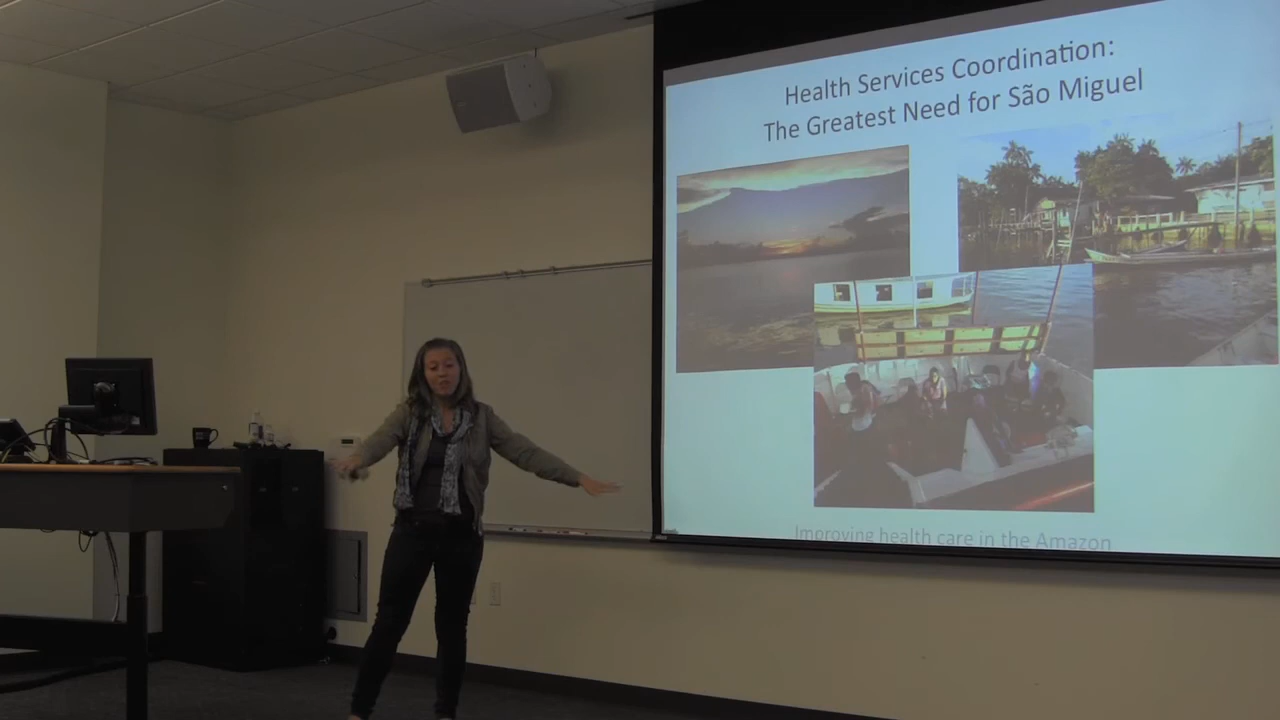 Health Services Coordination:
The Greatest Need for São Miguel
Improving health care in the Amazon